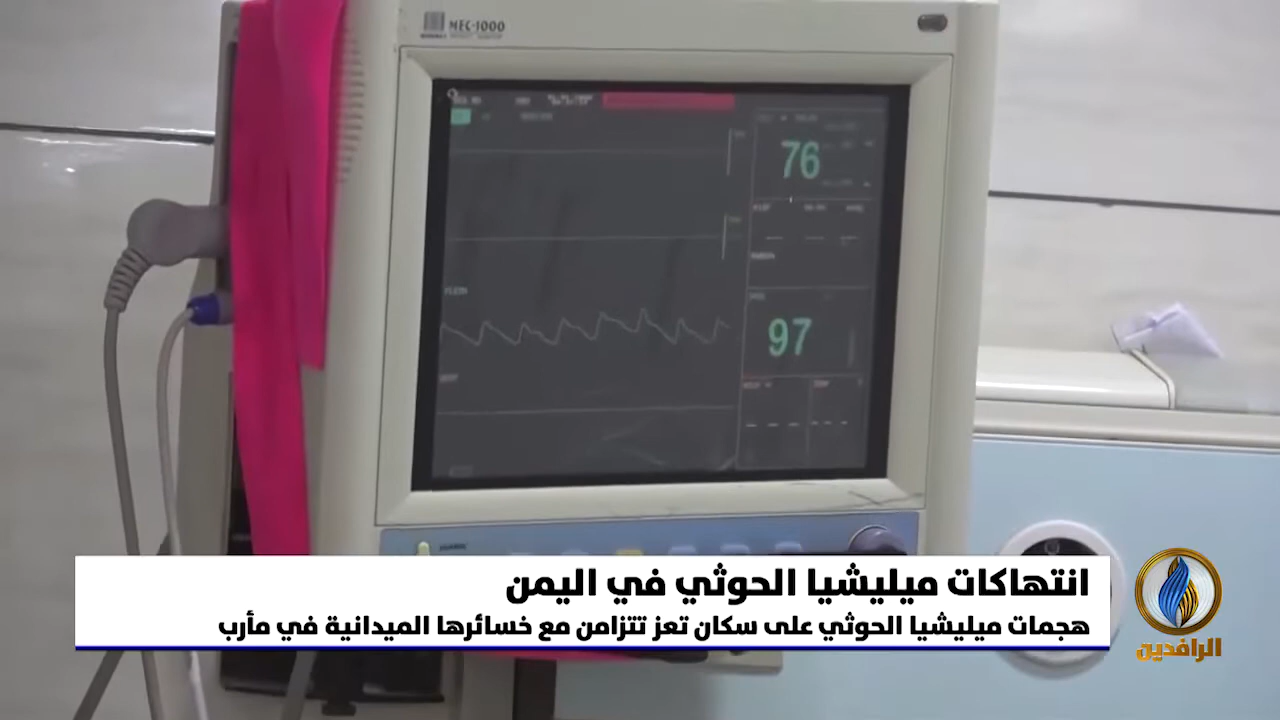 MEC-1000
76
97
انتهاكات ميليشيا الحوثي في اليمن
هجمات ميليشيا الحوثي على سكان تعز تتزامن مع خسائرها الميدانية في مأرب
الرافدين